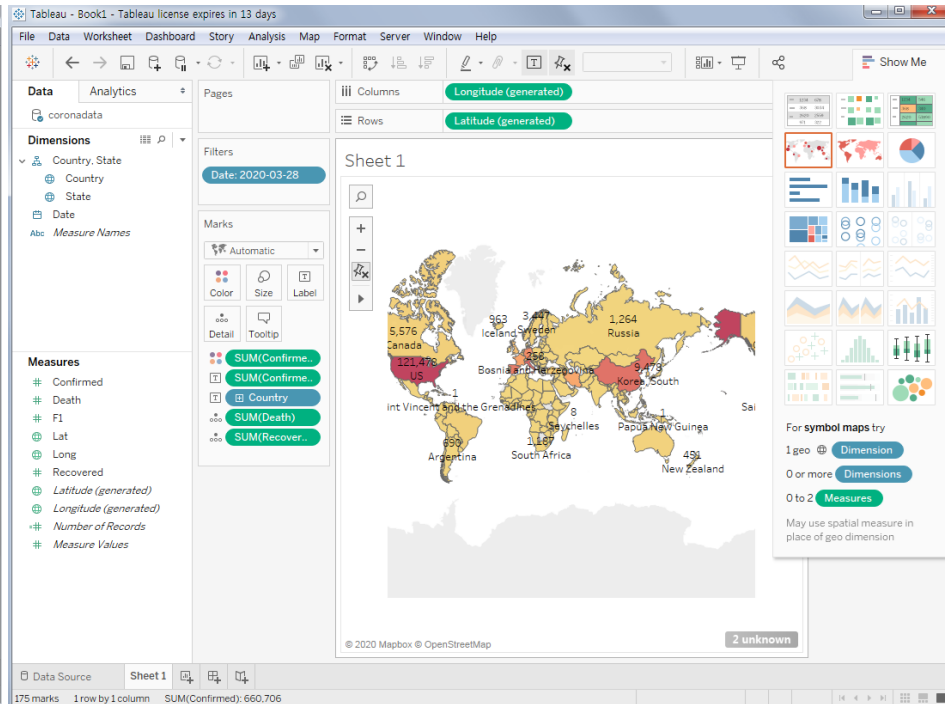 Tableau - Book1 - Tableau license expires in 13 days
File Data Worksheet Dashboard Story Analysis Map Format Server Window Help
Show Me
Data Analytics
coronadata
Dimensions
Country, State
Country
State
Date
Abc Measure Names
Measures
# Confirmed
# Death
# F1
Lat
Long
# Recovered
Latitude (generated)
Longitude (generated)
# Number of Records
# Measure Values
Pages
Filters
Date: 2020-03-28
Marks
Automatic
Color Size Label
Detail Tooltip
SUM(Confirme..
SUM(Confirme..
Country
SUM(Death)
SUM(Recover..
Columns Longitude (generated)
Rows Latitude (generated)
Sheet 1
963 3,447 1,264
Iceland Sweden Russia
5,576
Canada
258
Bosnia and Herzegovina
121,478
US
9,478
Korea, South
1
int Vincent and the Grenadines
8
Seychelles
1
Papua New Guinea
Sai
690
Argentina
1,187
South Africa
451
New Zealand
© 2020 Mapbox © OpenStreetMap
2 unknown
For symbol maps try
1 geo Dimension
0 or more Dimensions
0 to 2 Measures
May use spatial measure in
place of geo dimension
Data Source Sheet 1
175 marks 1 row by 1 column SUM(Confirmed): 660,706